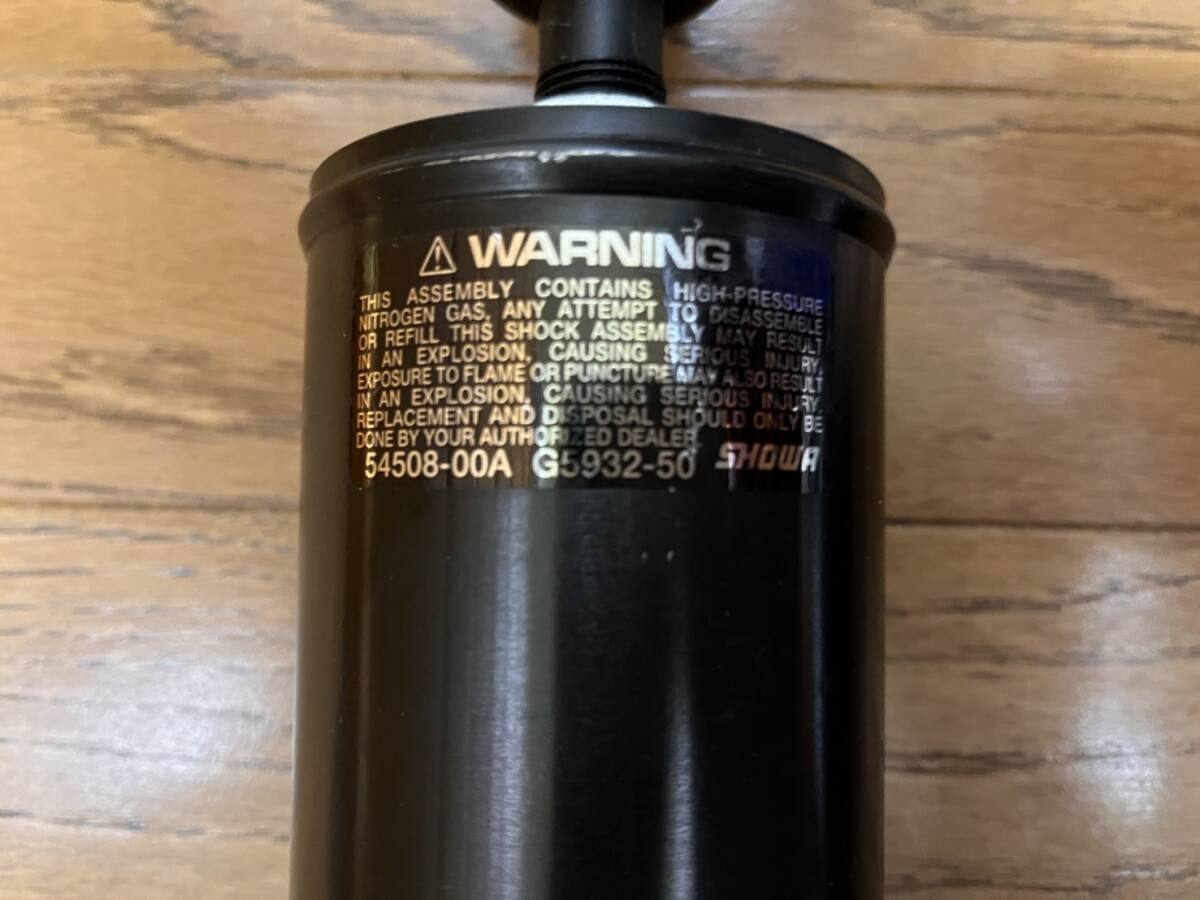 ⚠ WARNING
THIS ASSEMBLY CONTAINS HIGH-PRESSURE
NITROGEN GAS. ANY ATTEMPT TO DISASSEMBLE
OR REFILL THIS SHOCK ASSEMBLY MAY RESULT
IN AN EXPLOSION, CAUSING SERIOUS INJURY.
EXPOSURE TO FLAME OR PUNCTURE MAY ALSO RESULT
IN AN EXPLOSION, CAUSING SERIOUS INJURY.
REPLACEMENT AND DISPOSAL SHOULD ONLY BE
DONE BY YOUR AUTHORIZED DEALER
54508-00A G5932-50 SHOWA